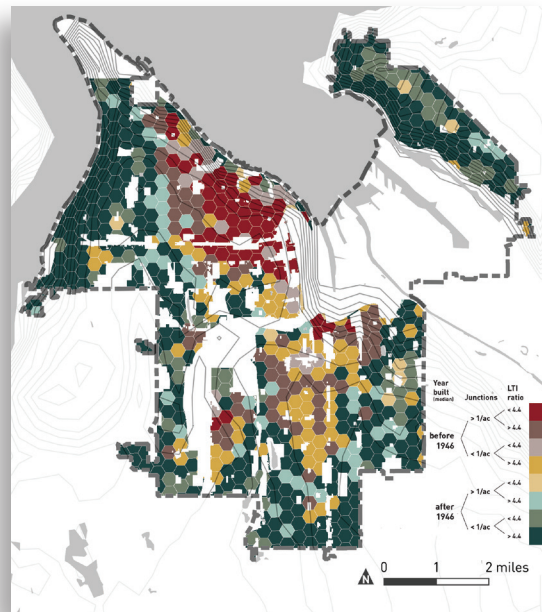 Year built (median)
Junctions
LTI ratio
before 1946
> 1/ac
< 4.4
> 4.4
< 1/ac
< 4.4
> 4.4
after 1946
> 1/ac
< 4.4
> 4.4
< 1/ac
< 4.4
> 4.4
N
0 1 2 miles